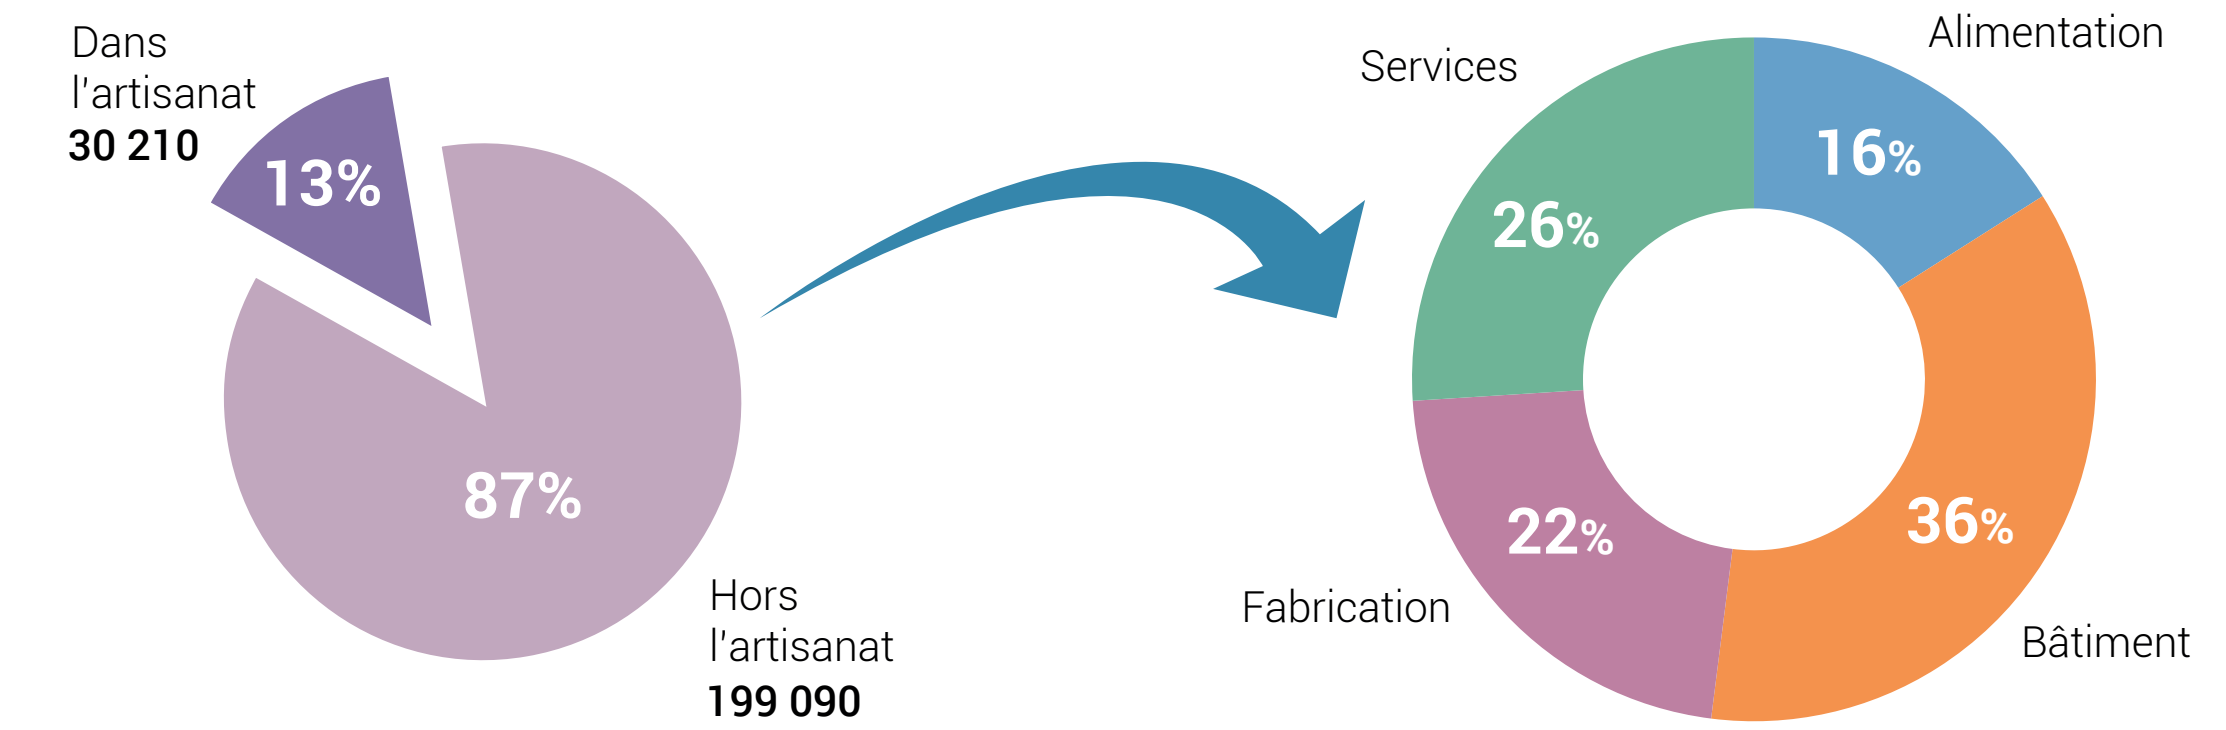 Dans
l'artisanat
30 210
13%
87%
Hors
l'artisanat
199 090
Services
Alimentation
16%
26%
22%
36%
Fabrication
Bâtiment